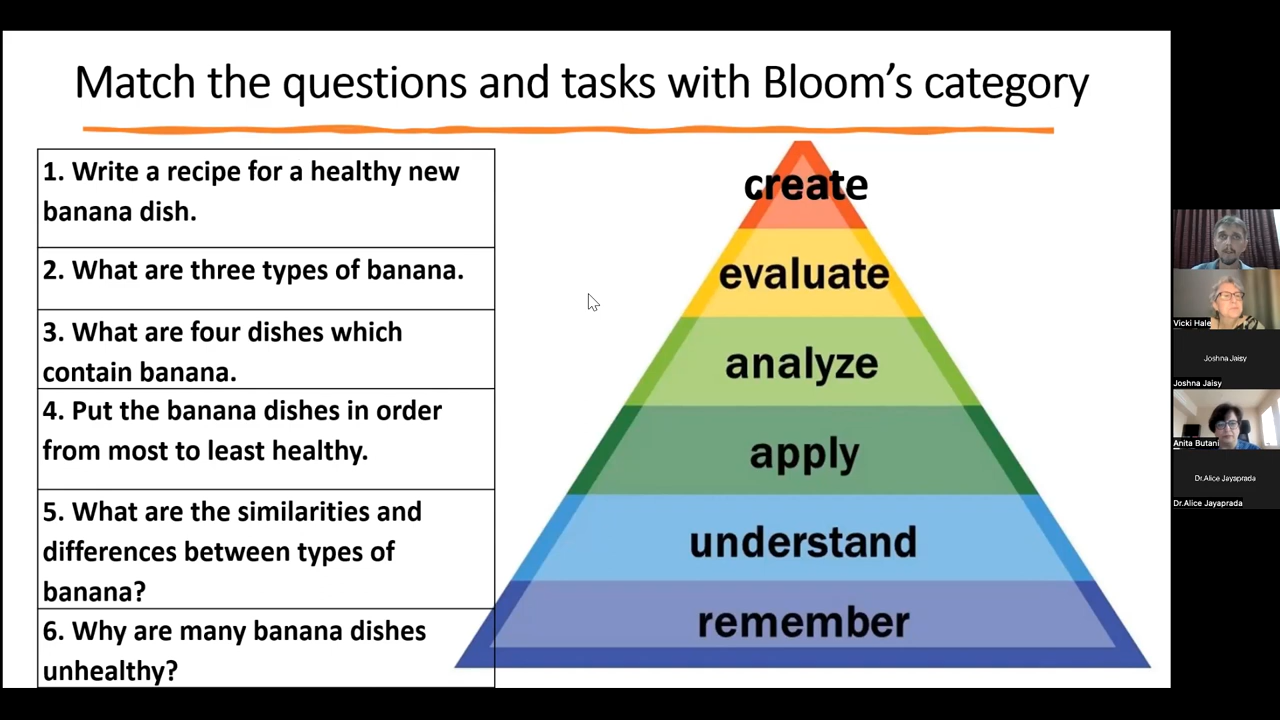 Match the questions and tasks with Bloom's category
1. Write a recipe for a healthy new
banana dish.
2. What are three types of banana.
3. What are four dishes which
contain banana.
4. Put the banana dishes in order
from most to least healthy.
5. What are the similarities and
differences between types of
banana?
6. Why are many banana dishes
unhealthy?
create
evaluate
analyze
apply
understand
remember
Vicki Hale
Joshna Jaisy
Joshna Jaisy
Anita Butani
Dr.Alice Jayaprada
Dr.Alice Jayaprada